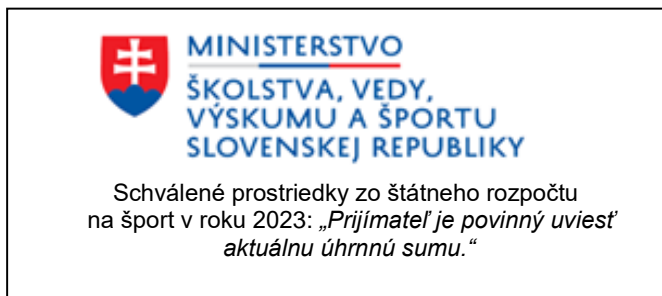 MINISTERSTVO
ŠKOLSTVA, VEDY,
VÝSKUMU A ŠPORTU
SLOVENSKEJ REPUBLIKY
Schválené prostriedky zo štátneho rozpočtu
na šport v roku 2023: „Prijímateľ je povinný uviesť
aktuálnu úhrnnú sumu.“